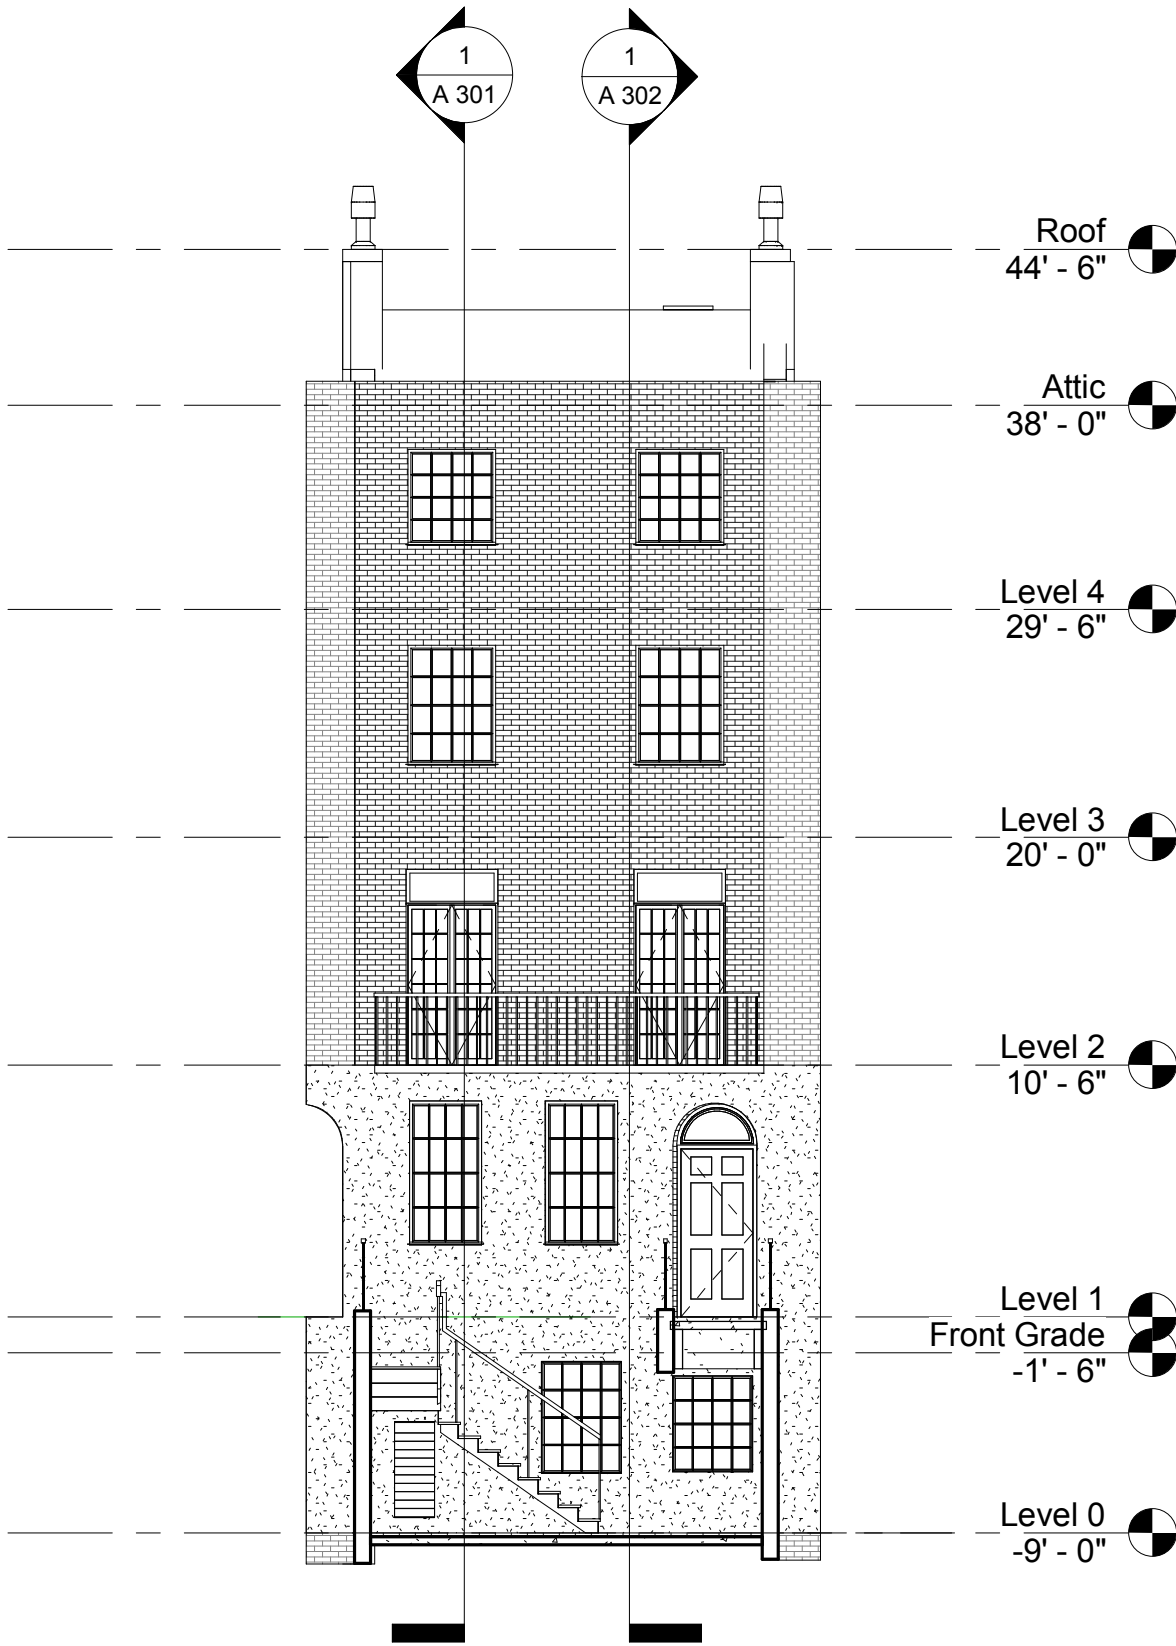 1
A 301
1
A 302
Roof
44' - 6"
Attic
38' - 0"
Level 4
29' - 6"
Level 3
20' - 0"
Level 2
10' - 6"
Level 1
Front Grade
-1' - 6"
Level 0
-9' - 0"